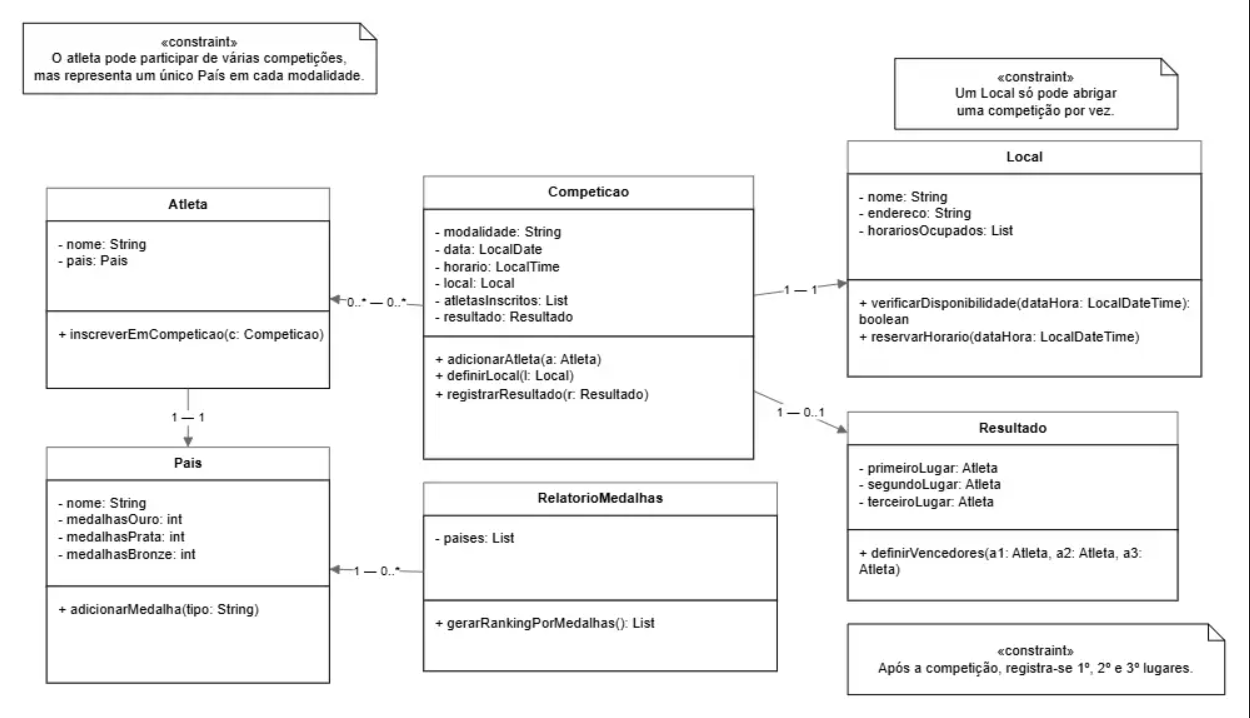 «constraint»
O atleta pode participar de várias competições,
mas representa um único País em cada modalidade.
«constraint»
Um Local só pode abrigar
uma competição por vez.
Atleta
- nome: String
- pais: Pais
+ inscreverEmCompeticao(c: Competicao)
0..* — 0..*
Competicao
- modalidade: String
- data: LocalDate
- horario: LocalTime
- local: Local
- atletasInscritos: List
- resultado: Resultado
+ adicionarAtleta(a: Atleta)
+ definirLocal(l: Local)
+ registrarResultado(r: Resultado)
1 — 1
Local
- nome: String
- endereco: String
- horariosOcupados: List
+ verificarDisponibilidade(dataHora: LocalDateTime):
boolean
+ reservarHorario(dataHora: LocalDateTime)
1 — 1
1 — 0..1
Pais
- nome: String
- medalhasOuro: int
- medalhasPrata: int
- medalhasBronze: int
+ adicionarMedalha(tipo: String)
1 — 0..*
RelatorioMedalhas
- paises: List
+ gerarRankingPorMedalhas(): List
Resultado
- primeiroLugar: Atleta
- segundoLugar: Atleta
- terceiroLugar: Atleta
+ definirVencedores(a1: Atleta, a2: Atleta, a3:
Atleta)
«constraint»
Após a competição, registra-se 1º, 2º e 3º lugares.